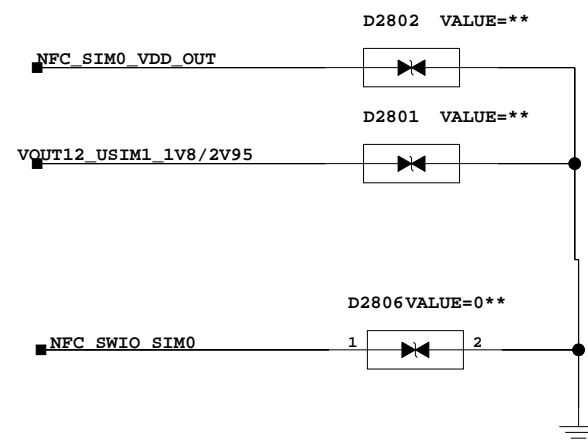 D2802 VALUE=**
NFC_SIM0_VDD_OUT
D2801 VALUE=**
VOUT12_USIM1_1V8/2V95
D2806VALUE=0**
NFC_SWIO_SIM0
1 2